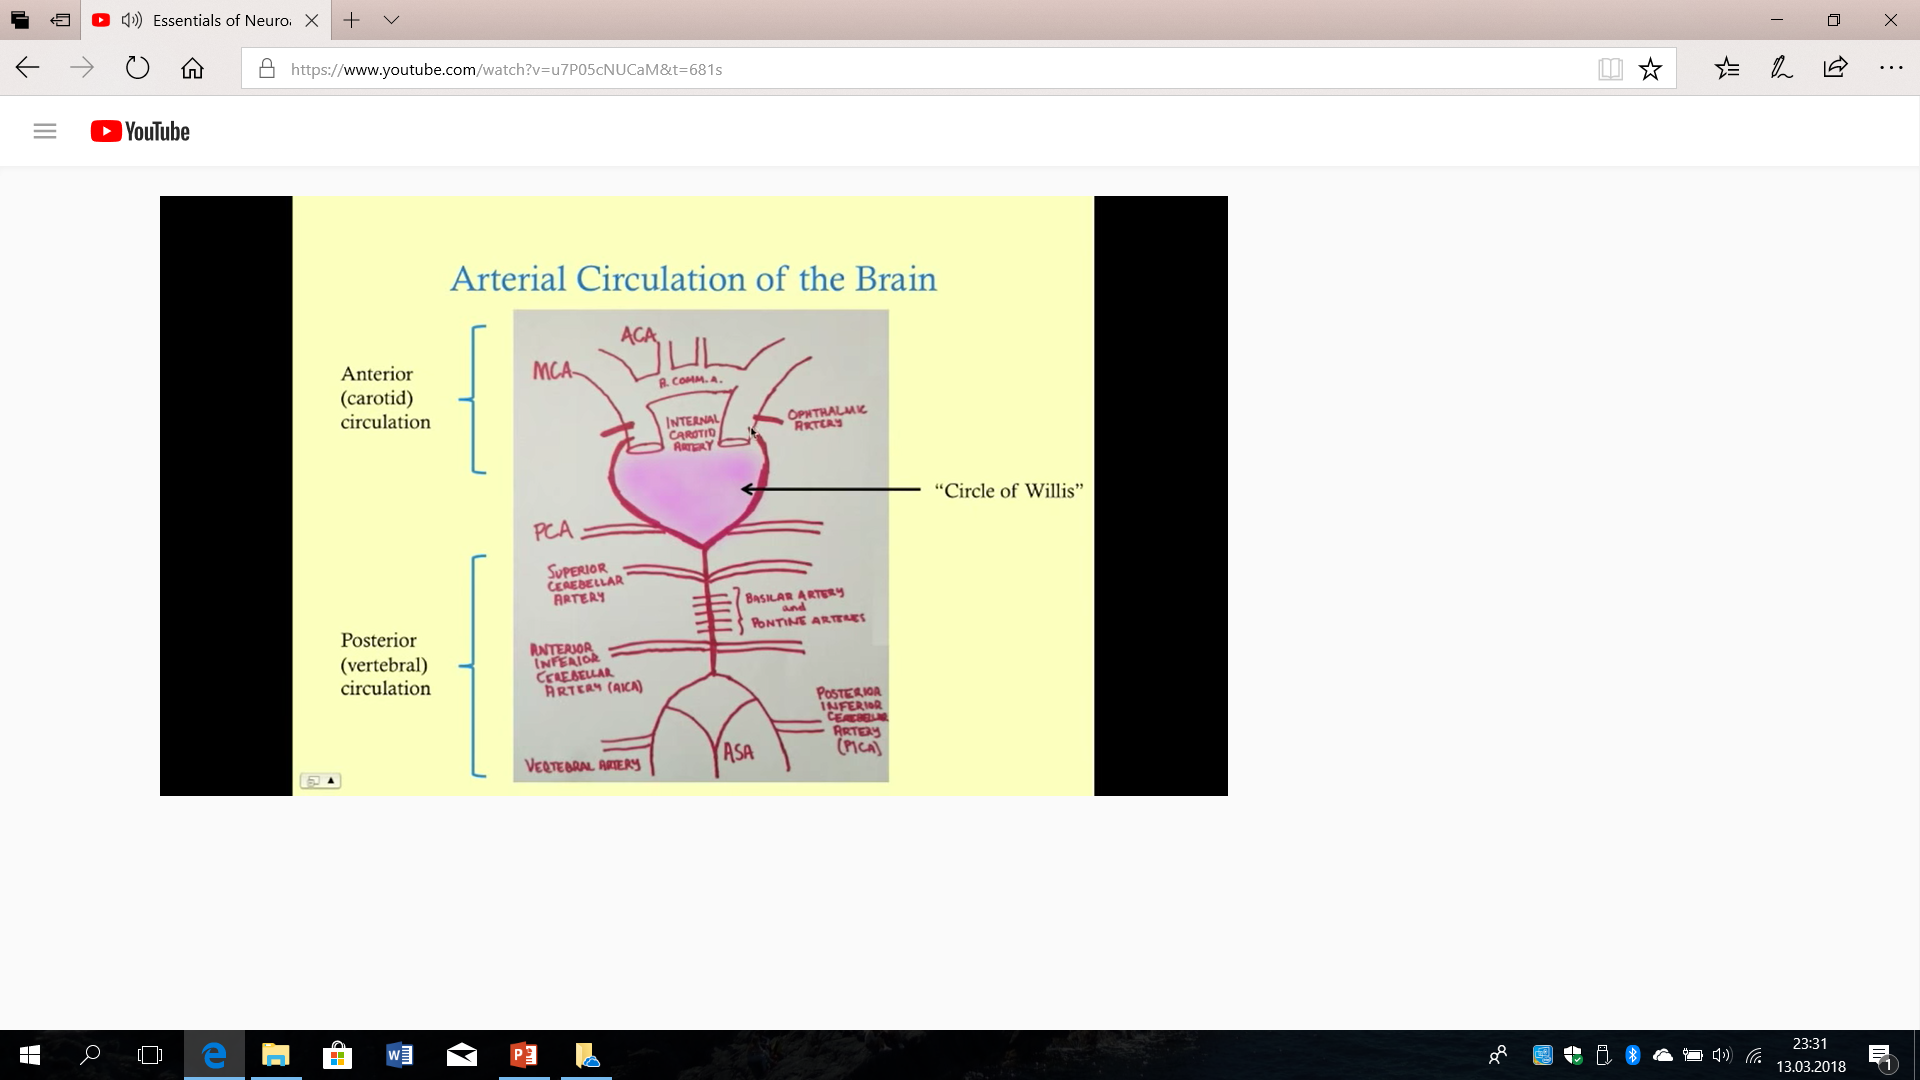 Essentials of Neuroa
https://www.youtube.com/watch?v=u7P05cNUCaM&t=681s
YouTube
Arterial Circulation of the Brain
Anterior
(carotid)
circulation
ACA
MCA
A. COMM. A.
INTERNAL
CAROTID
ARTERY
OPHTHALMIC
ARTERY
"Circle of Willis"
PCA
SUPERIOR
CEREBELLAR
ARTERY
BASILAR ARTERY
and
PONTINE ARTERIES
Posterior
(vertebral)
circulation
ANTERIOR
INFERIOR
CEREBELLAR
ARTERY (AICA)
POSTERIOR
INFERIOR
CEREBELLAR
ARTERY
(PICA)
ASA
VERTEBRAL ARTERY
23:31
13.03.2018
1